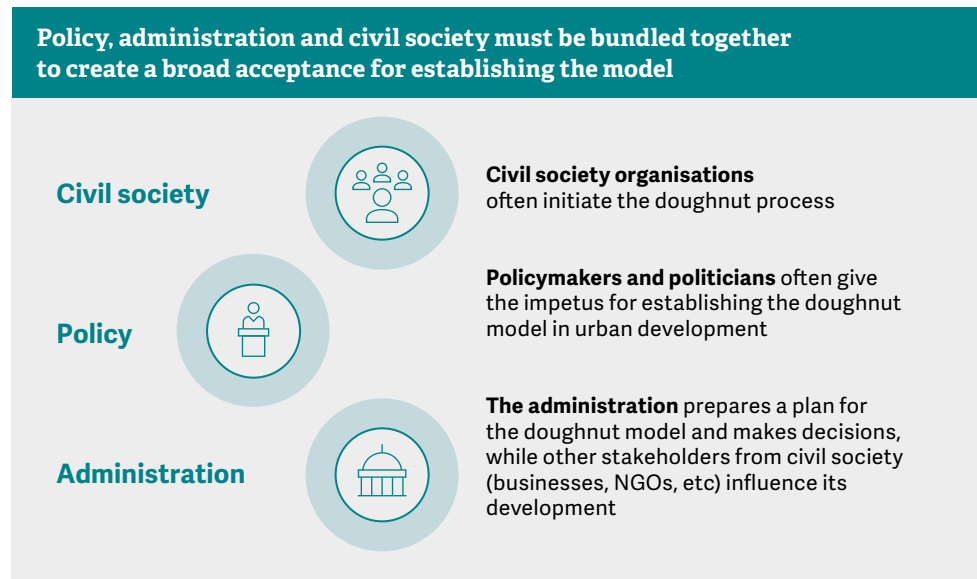 Policy, administration and civil society must be bundled together
to create a broad acceptance for establishing the model
Civil society
Civil society organisations
often initiate the doughnut process
Policy
Policymakers and politicians often give
the impetus for establishing the doughnut
model in urban development
Administration
The administration prepares a plan for
the doughnut model and makes decisions,
while other stakeholders from civil society
(businesses, NGOs, etc) influence its
development